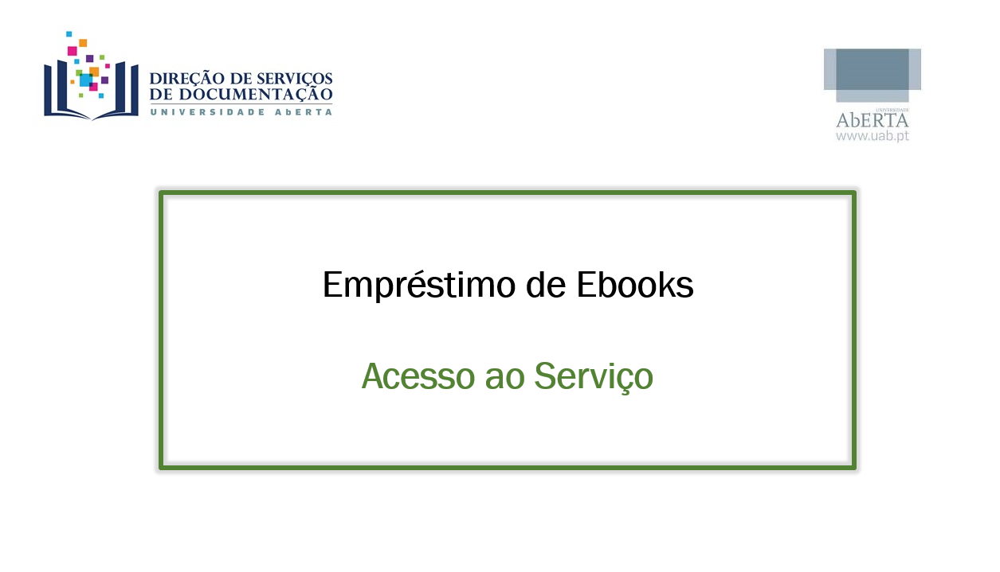 DIREÇÃO DE SERVIÇOS
DE DOCUMENTAÇÃO
UNIVERSIDADE AbERTA
UNIVERSIDADE
AbERTA
www.uab.pt
Empréstimo de Ebooks
Acesso ao Serviço